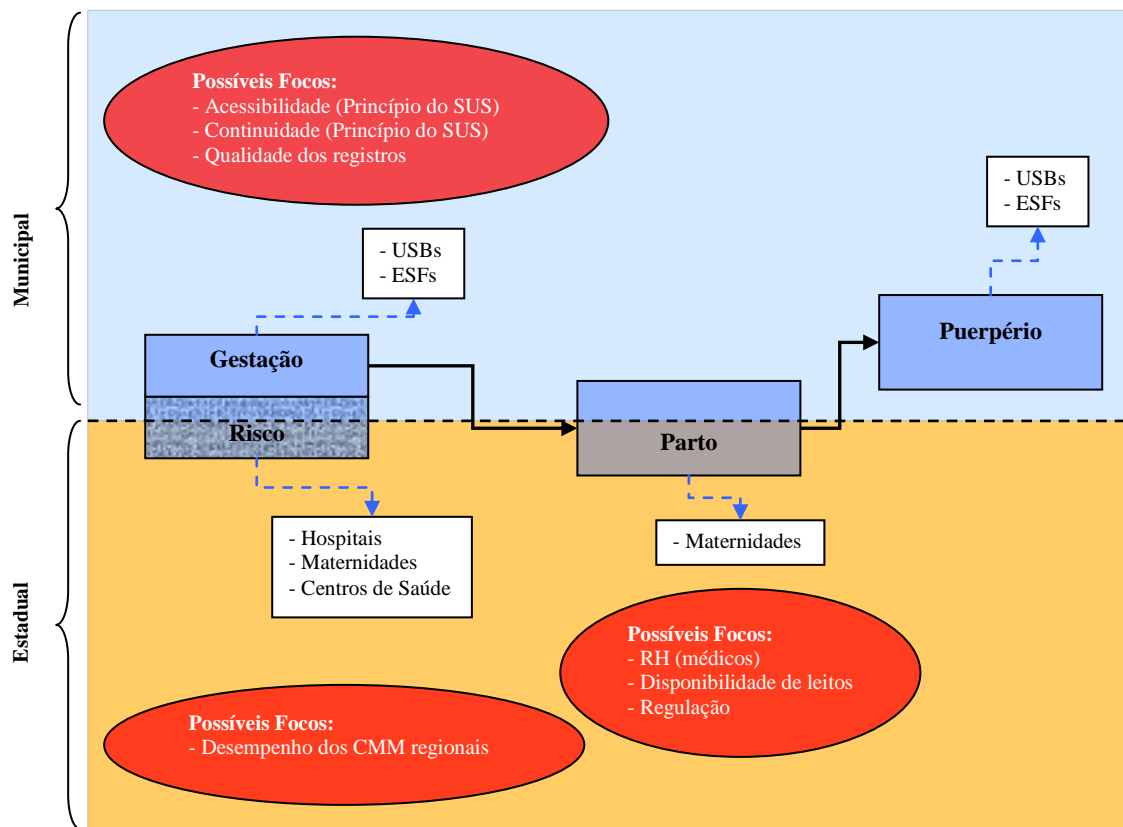 Municipal
Possíveis Focos:
- Acessibilidade (Princípio do SUS)
- Continuidade (Princípio do SUS)
- Qualidade dos registros
- USBs
- ESFs
- USBs
- ESFs
Gestação
Risco
Parto
Puerpério
Estadual
- Hospitais
- Maternidades
- Centros de Saúde
- Maternidades
Possíveis Focos:
- RH (médicos)
- Disponibilidade de leitos
- Regulação
Possíveis Focos:
- Desempenho dos CMM regionais